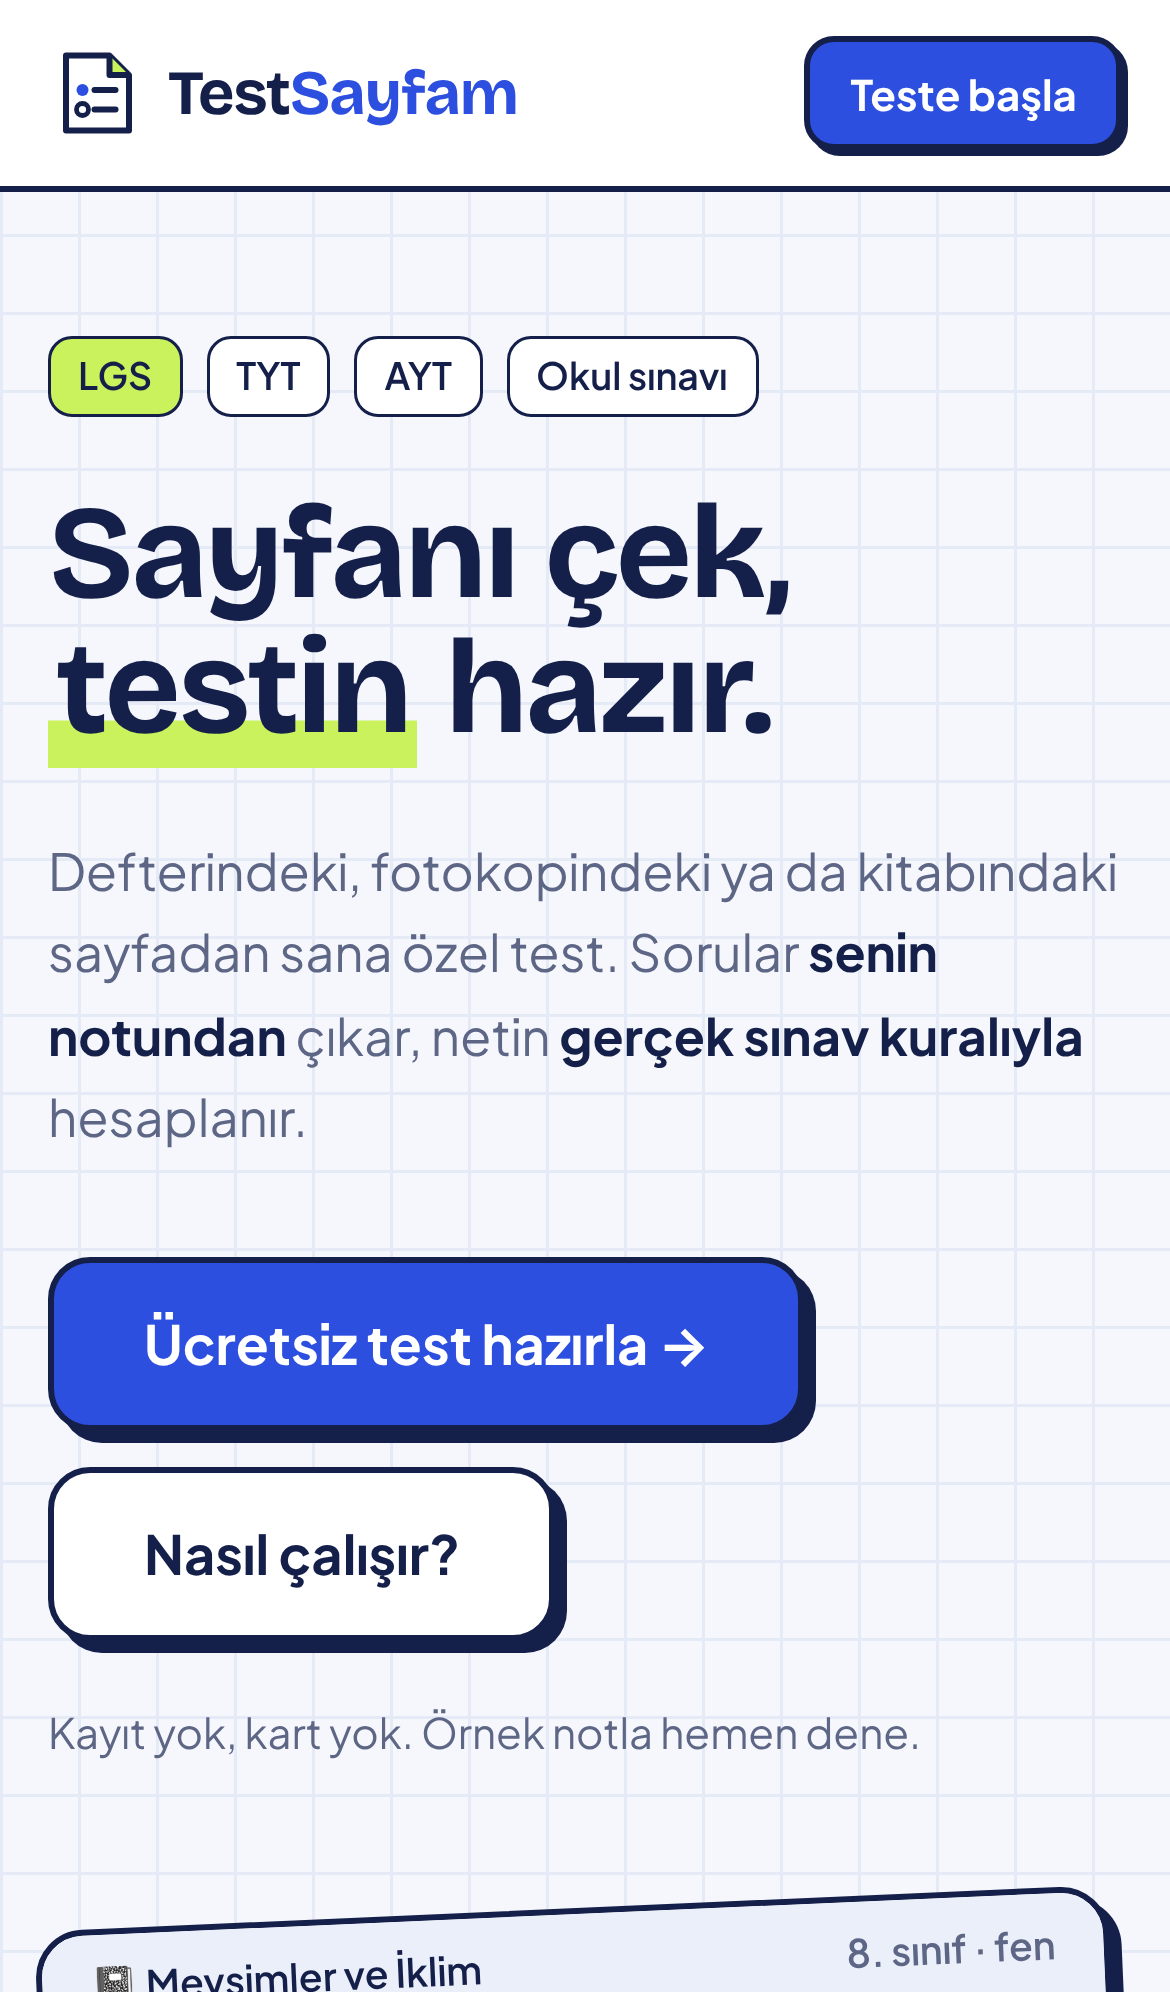 TestSayfam
Teste başla
LGS
TYT
AYT
Okul sınavı
Sayfanı çek,
testin hazır.
Defterindeki, fotokopindeki ya da kitabındaki
sayfadan sana özel test. Sorular senin
notundan çıkar, netin gerçek sınav kuralıyla
hesaplanır.
Ücretsiz test hazırla →
Nasıl çalışır?
Kayıt yok, kart yok. Örnek notla hemen dene.
Mevsimler ve İklim
8. sınıf · fen